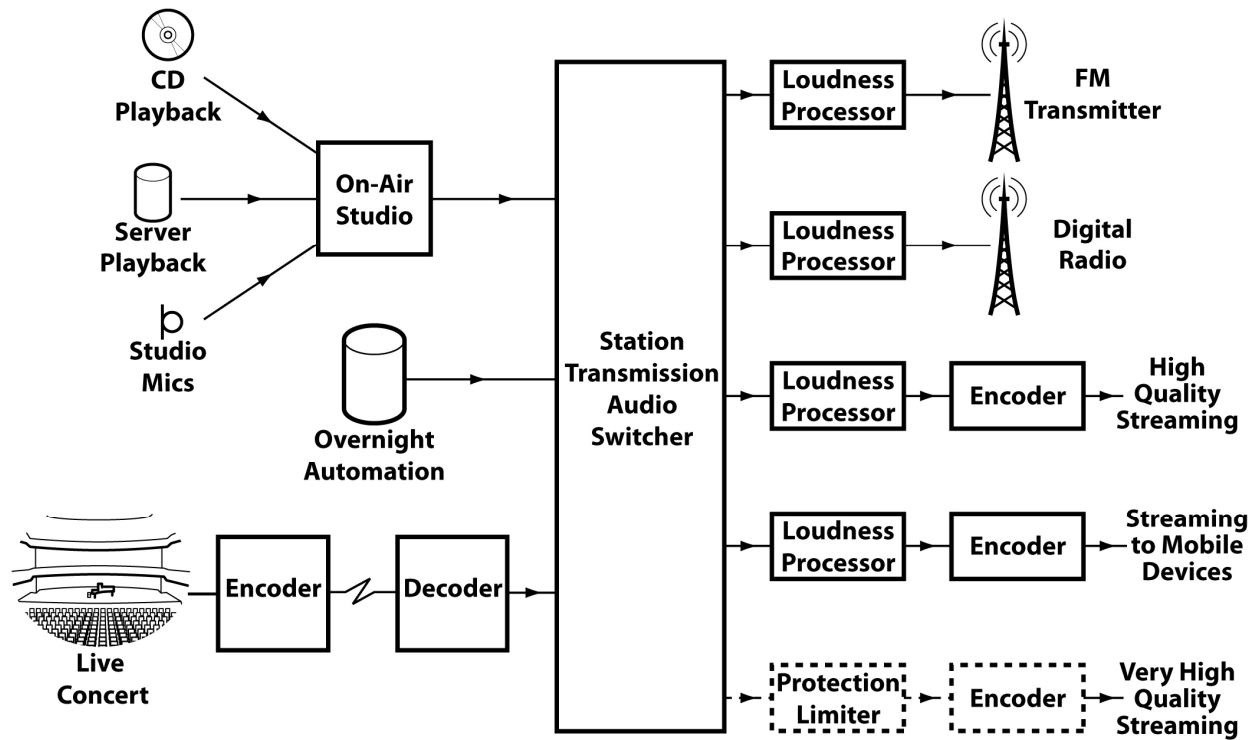 CD
Playback
Server
Playback
Studio
Mics
On-Air
Studio
Overnight
Automation
Live
Concert
Encoder
Decoder
Station
Transmission
Audio
Switcher
Loudness
Processor
FM
Transmitter
Loudness
Processor
Digital
Radio
Loudness
Processor
Encoder
High
Quality
Streaming
Loudness
Processor
Encoder
Streaming
to Mobile
Devices
Protection
Limiter
Encoder
Very High
Quality
Streaming